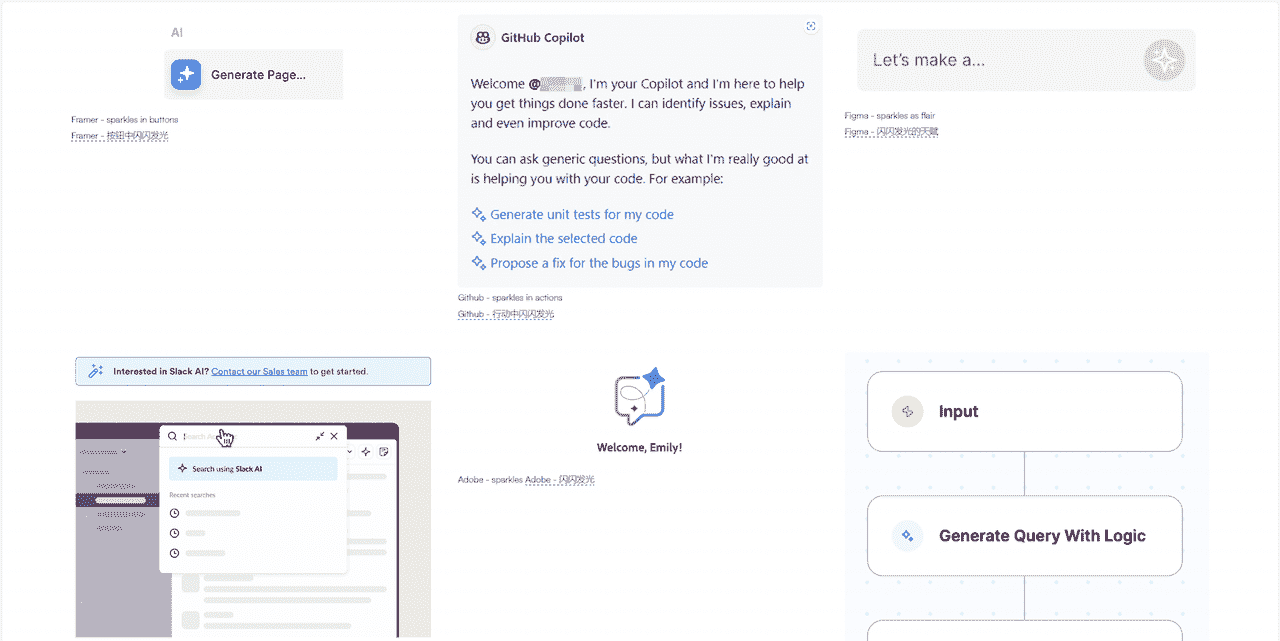 AI
Generate Page...
Framer - sparkles in buttons
Framer - 按钮中闪闪发光
GitHub Copilot
Welcome @, I'm your Copilot and I'm here to help
you get things done faster. I can identify issues, explain
and even improve code.
You can ask generic questions, but what I'm really good at
is helping you with your code. For example:
Generate unit tests for my code
Explain the selected code
Propose a fix for the bugs in my code
Github - sparkles in actions
Github - 行动中闪闪发光
Let's make a...
Figma - sparkles as flair
Figma - 闪闪发光的天赋
Interested in Slack AI? Contact our Sales team to get started.
Search
Search using Slack AI
Recent searches
Welcome, Emily!
Adobe - sparkles Adobe - 闪闪发光
Input
Generate Query With Logic